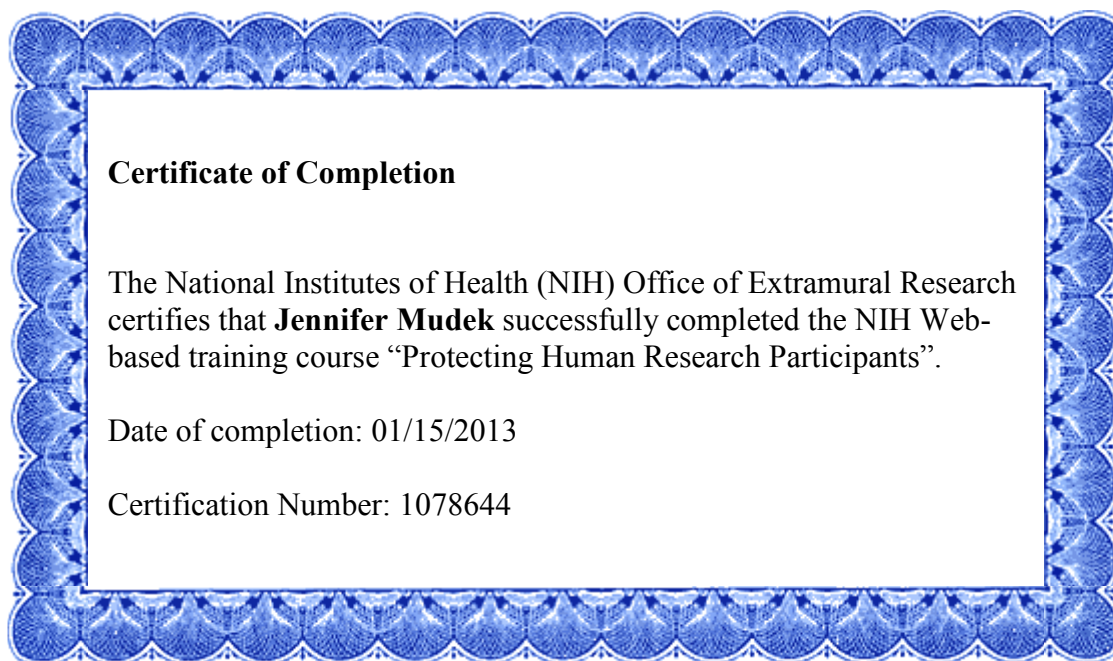 Certificate of Completion
The National Institutes of Health (NIH) Office of Extramural Research
certifies that Jennifer Mudek successfully completed the NIH Web-
based training course “Protecting Human Research Participants”.
Date of completion: 01/15/2013
Certification Number: 1078644